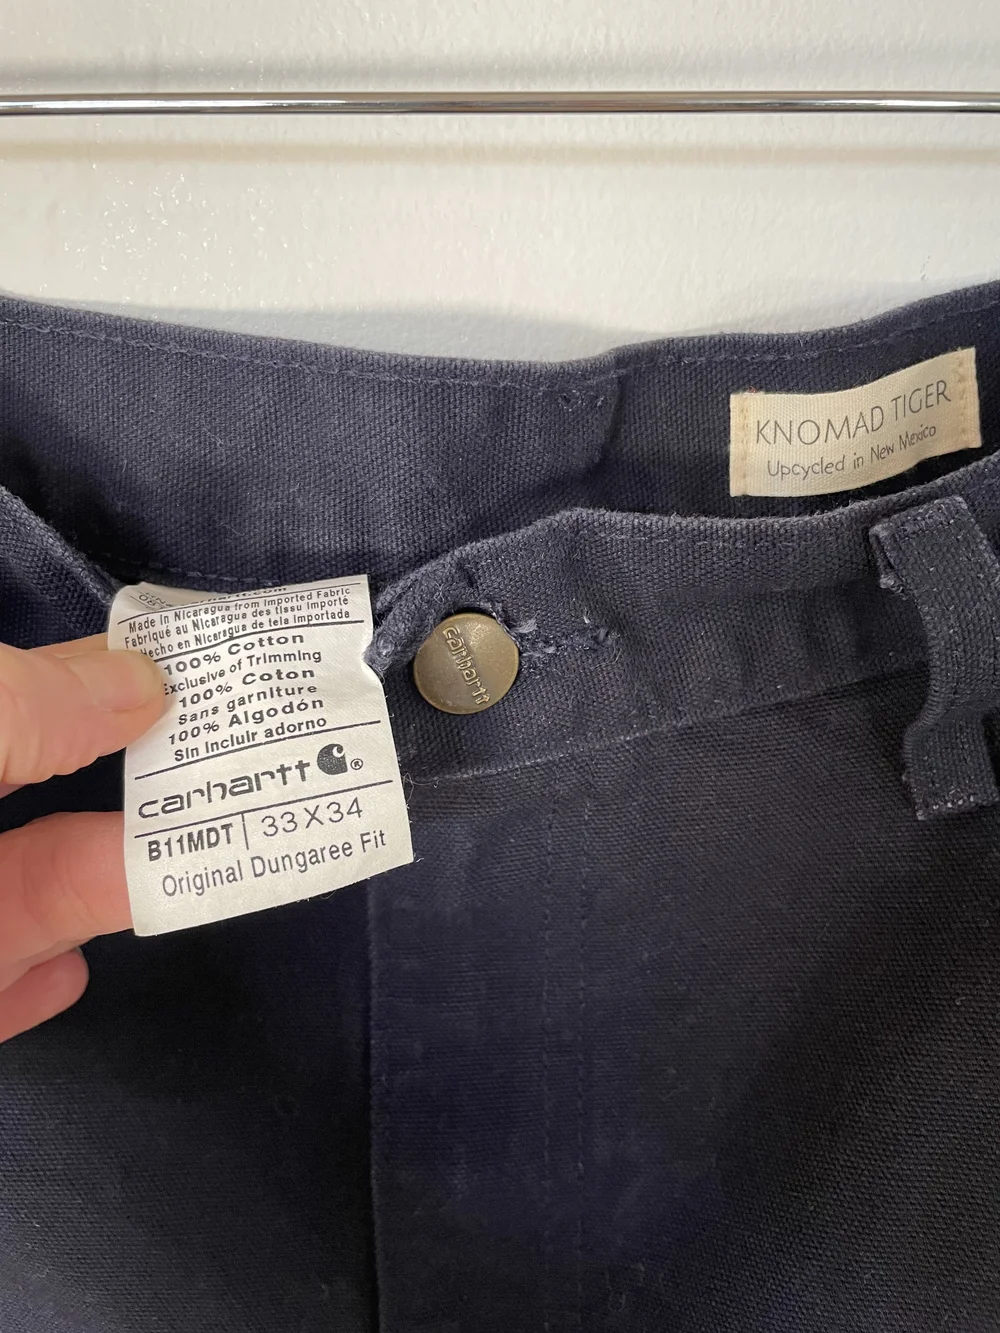 KNOMAD TIGER
Upcycled in New Mexico
Made in Nicaragua from Imported Fabric
Fabriqué au Nicaragua des tissu Importé
Hecho en Nicaragua de tela Importada
100% Cotton
Exclusive of Trimming
100% Coton
Sans garniture
100% Algodón
Sin Incluir adorno
carhartt ®
B11MDT | 33 X 34
Original Dungaree Fit
carhartt